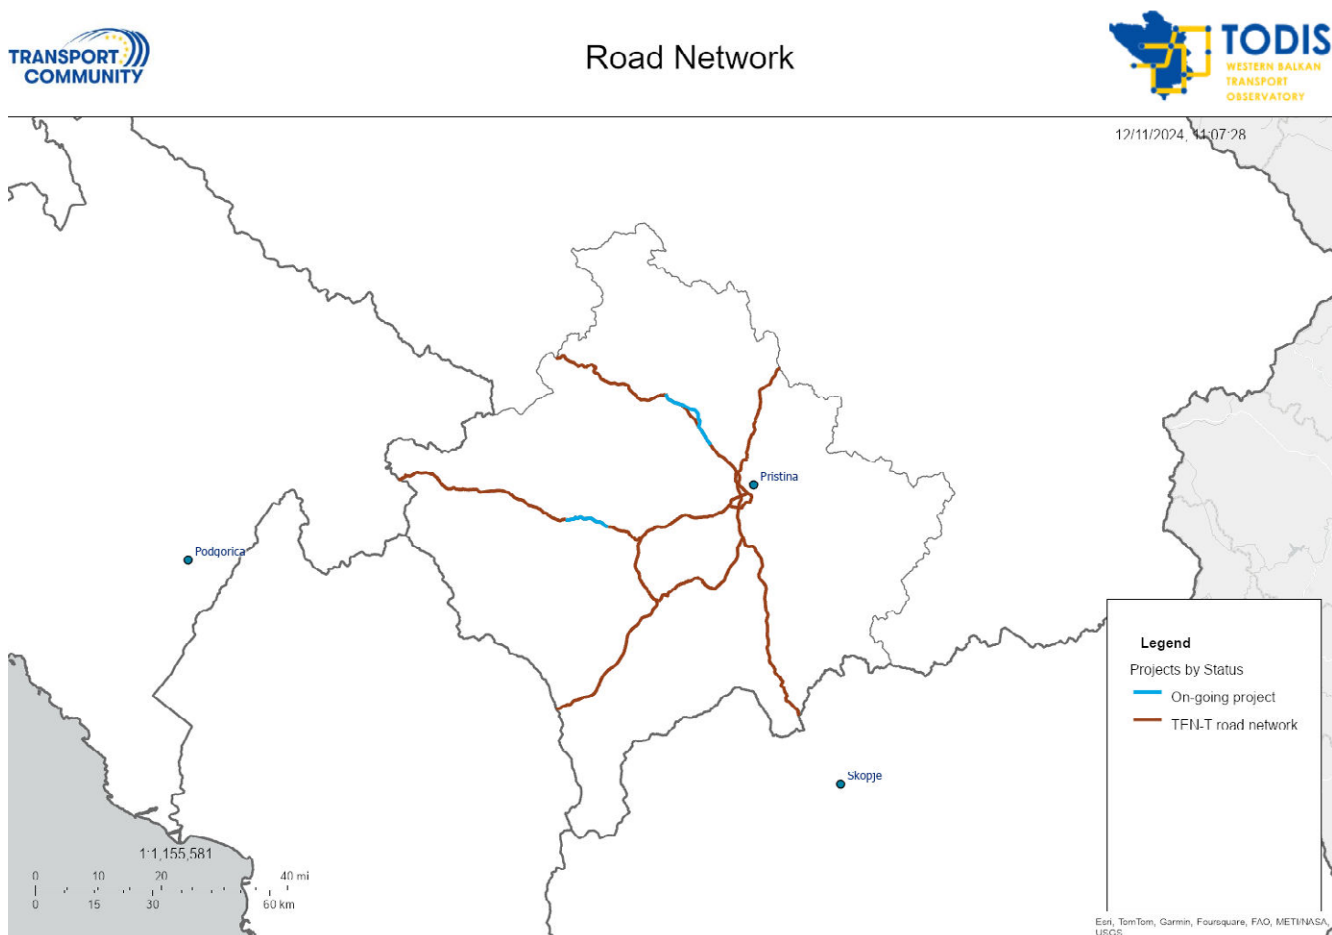 TRANSPORT
COMMUNITY
Road Network
TODIS
WESTERN BALKAN
TRANSPORT
OBSERVATORY
12/11/2024, 11:07:28
Pristina
Podgorica
Legend
Projects by Status
On-going project
TEN-T road network
Skopje
1:1,155,581
0 10 20 40 mi
0 15 30 60 km
Esri, TomTom, Garmin, Foursquare, FAO, METI/NASA,
USGS